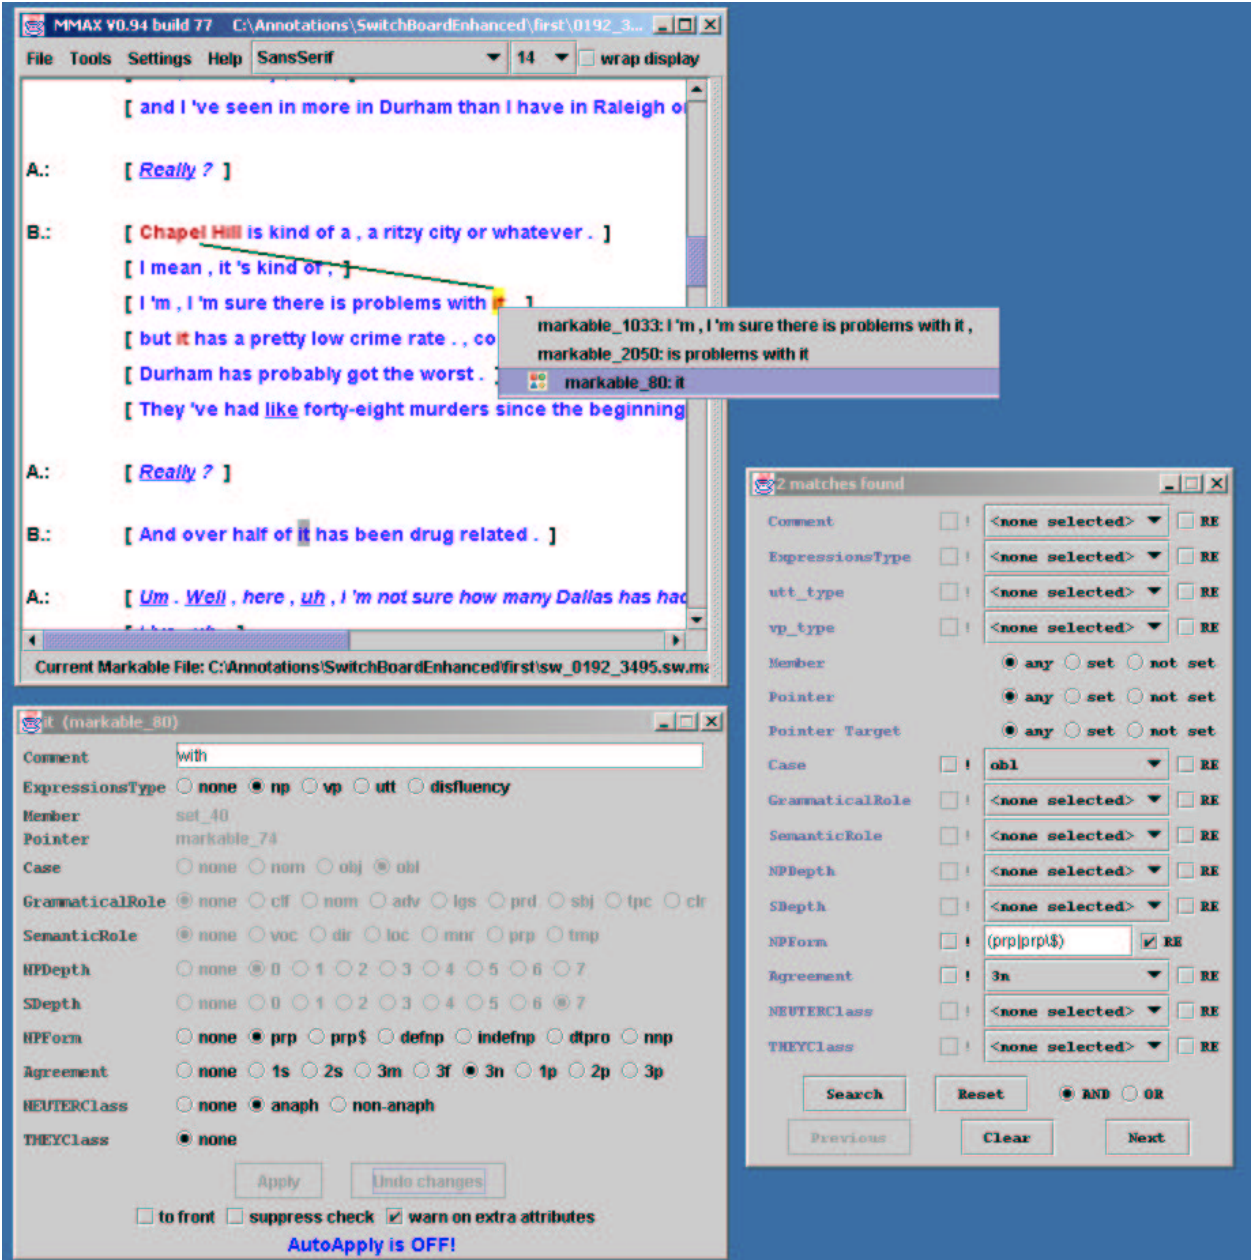 MMAX V0.94 build 77 C:\Annotations\SwitchBoardEnhanced\first\0192_3...
File Tools Settings Help SansSerif 14 wrap display
[ and I 've seen in more in Durham than I have in Raleigh or
A.: [ Really ? ]
B.: [ Chapel Hill is kind of a , a ritzy city or whatever . ]
[ I mean , it 's kind of , ]
[ I 'm , I 'm sure there is problems with it , ]
[ but it has a pretty low crime rate . , co
[ Durham has probably got the worst . ]
[ They 've had like forty-eight murders since the beginning
markable_1033: I 'm , I 'm sure there is problems with it ,
markable_2050: is problems with it
markable_80: it
A.: [ Really ? ]
B.: [ And over half of it has been drug related . ]
A.: [ Um . Well , here , uh , I 'm not sure how many Dallas has had
Current Markable File: C:\Annotations\SwitchBoardEnhanced\first\sw_0192_3495.sw.ma
it (markable_80)
Comment with
ExpressionsType none np vp utt disfluency
Member set_40
Pointer markable_74
Case none nom obj obl
GrammaticalRole none clf nom adv lgs prd sbj tpc clr
SemanticRole none voc dir loc mnr prp tmp
NPDepth none 0 1 2 3 4 5 6 7
SDepth none 0 1 2 3 4 5 6 7
NPForm none prp prp$ defnp indefnp dtpro nnp
Agreement none 1s 2s 3m 3f 3n 1p 2p 3p
NEUTERClass none anaph non-anaph
THEYClass none
Apply Undo changes
to front suppress check warn on extra attributes
AutoApply is OFF!
2 matches found
Comment ! <none selected> RE
ExpressionsType ! <none selected> RE
utt_type ! <none selected> RE
vp_type ! <none selected> RE
Member any set not set
Pointer any set not set
Pointer Target any set not set
Case ! obl RE
GrammaticalRole ! <none selected> RE
SemanticRole ! <none selected> RE
NPDepth ! <none selected> RE
SDepth ! <none selected> RE
NPForm ! (prp|prp\$) RE
Agreement ! 3n RE
NEUTERClass ! <none selected> RE
THEYClass ! <none selected> RE
Search Reset AND OR
Previous Clear Next